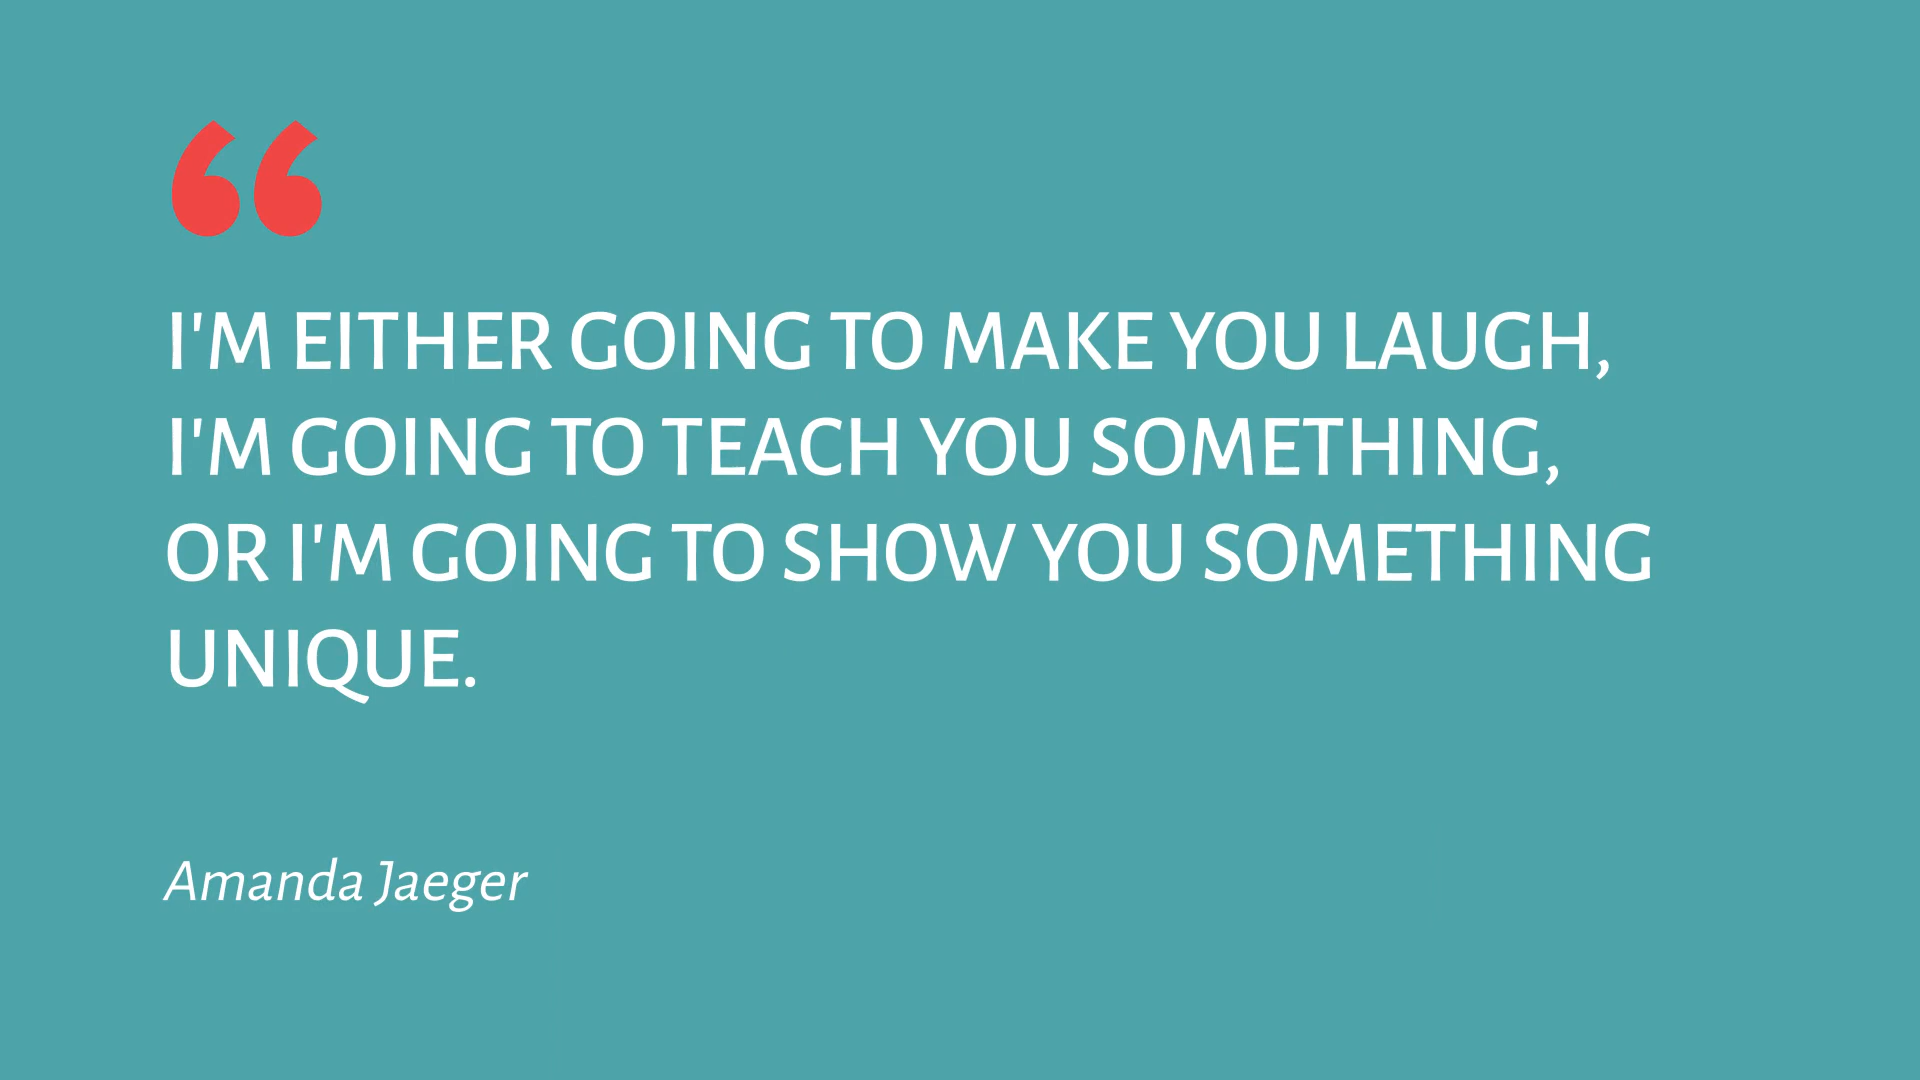 “
I'M EITHER GOING TO MAKE YOU LAUGH,
I'M GOING TO TEACH YOU SOMETHING,
OR I'M GOING TO SHOW YOU SOMETHING
UNIQUE.
Amanda Jaeger